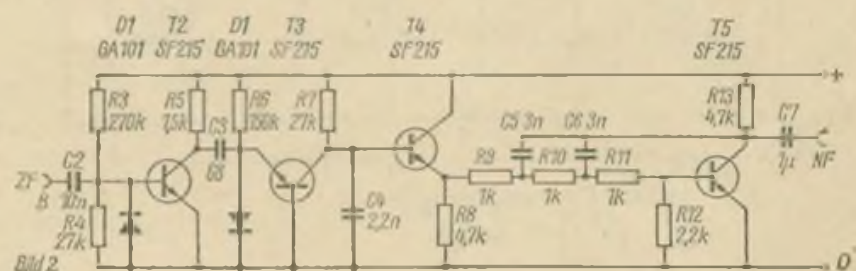 D1 T2 D1 T3 T4 T5
GA101 SF215 GA101 SF215 SF215 SF215
R3
270k
R5
7,5k
R6
R7
27k
R13
4,7k
+
C2
10n
C3
C5 3n
C6 3n
C7
1µ
ZF
B
NF
R9
1k
R10
1k
R11
1k
R4
27k
C4
2,2n
R8
4,7k
R12
2,2k
Bild 2
0